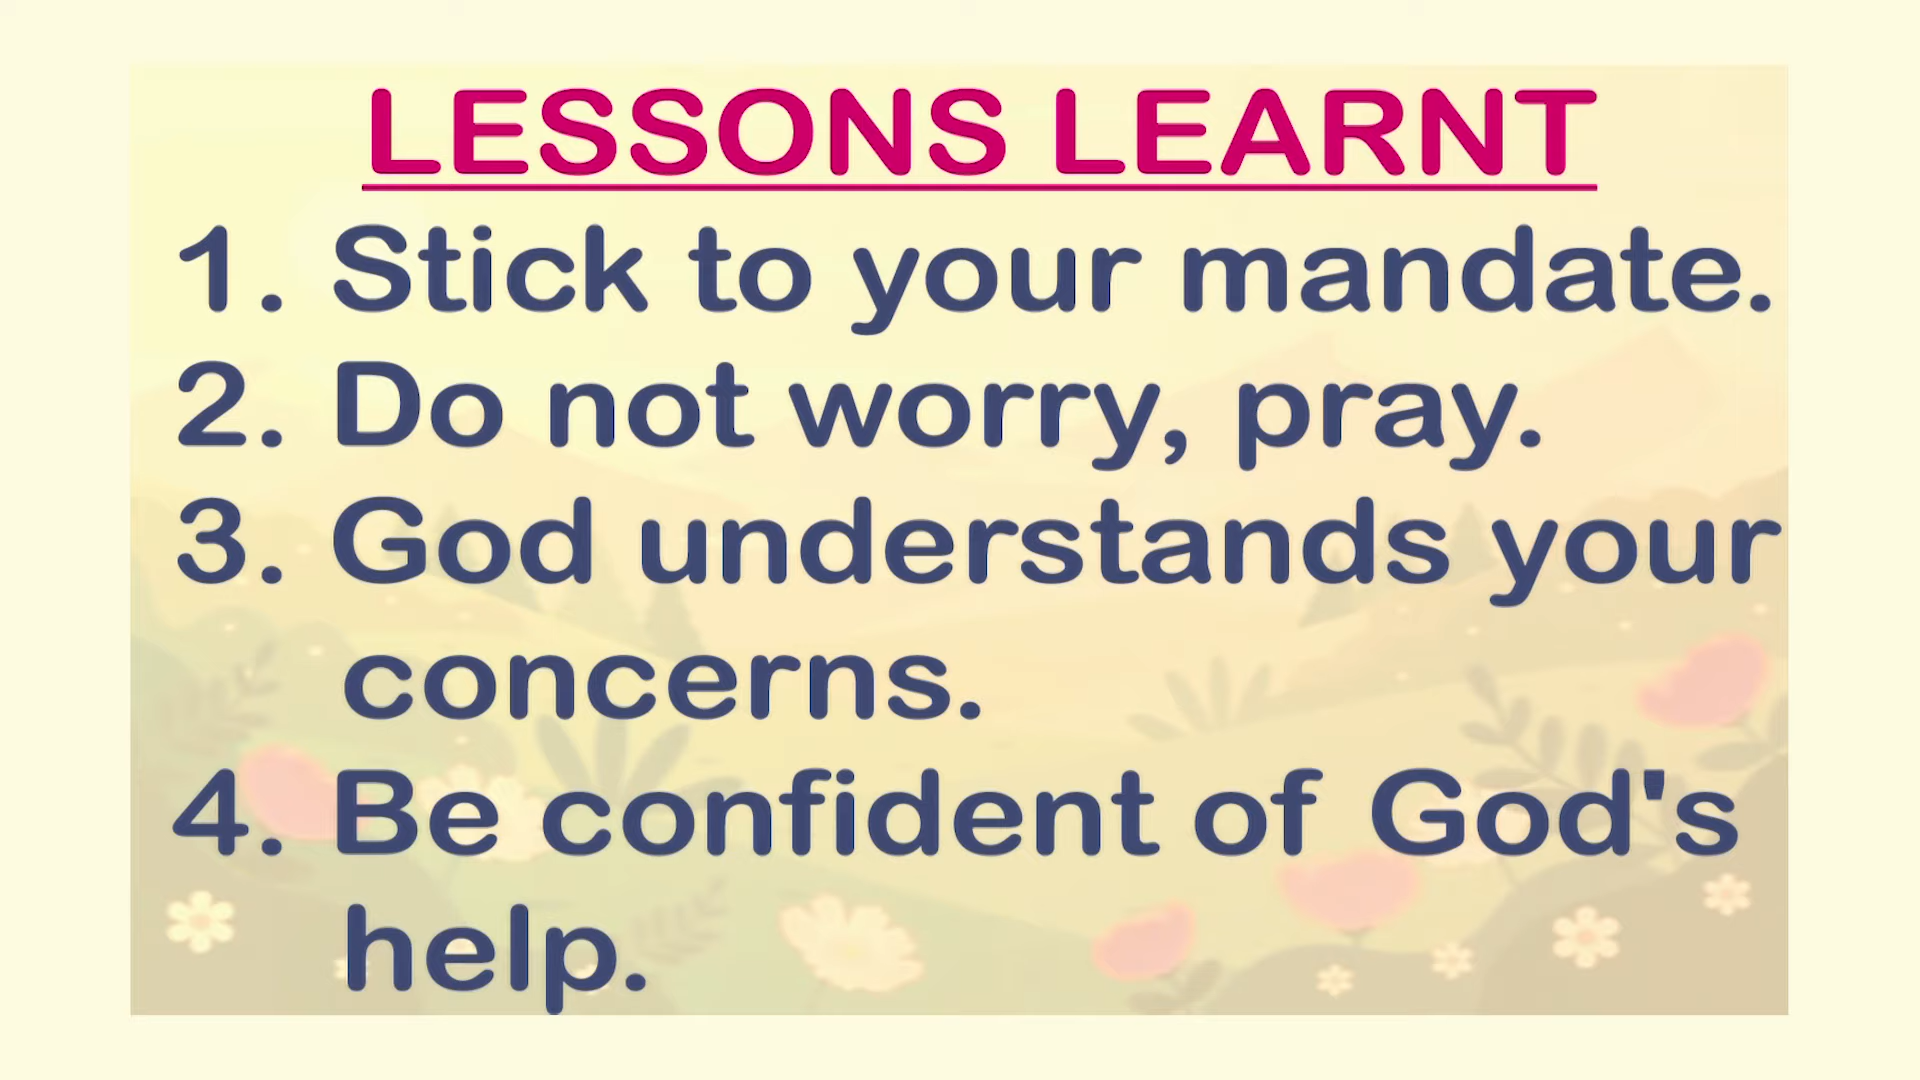 LESSONS LEARNT
1. Stick to your mandate.
2. Do not worry, pray.
3. God understands your
concerns.
4. Be confident of God's
help.